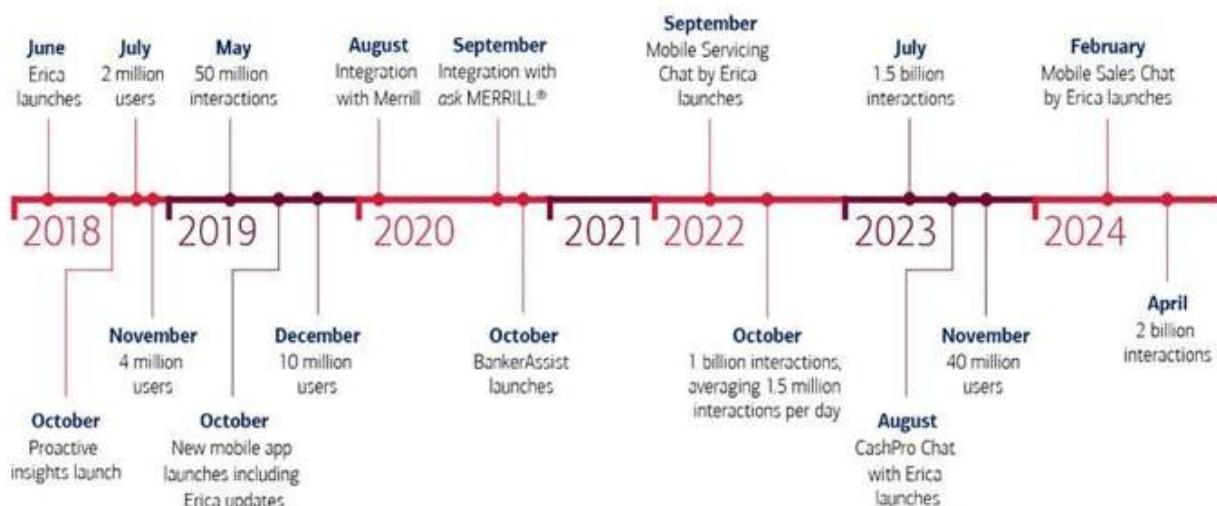 June
Erica
launches
July
2 million
users
May
50 million
interactions
August
Integration
with Merrill
September
Integration with
ask MERRILL®
September
Mobile Servicing
Chat by Erica
launches
July
1.5 billion
interactions
February
Mobile Sales Chat
by Erica launches
2018
2019
2020
2021
2022
2023
2024
October
Proactive
insights launch
November
4 million
users
October
New mobile app
launches including
Erica updates
December
10 million
users
October
BankerAssist
launches
October
1 billion interactions,
averaging 1.5 million
interactions per day
August
CashPro Chat
with Erica
launches
November
40 million
users
April
2 billion
interactions